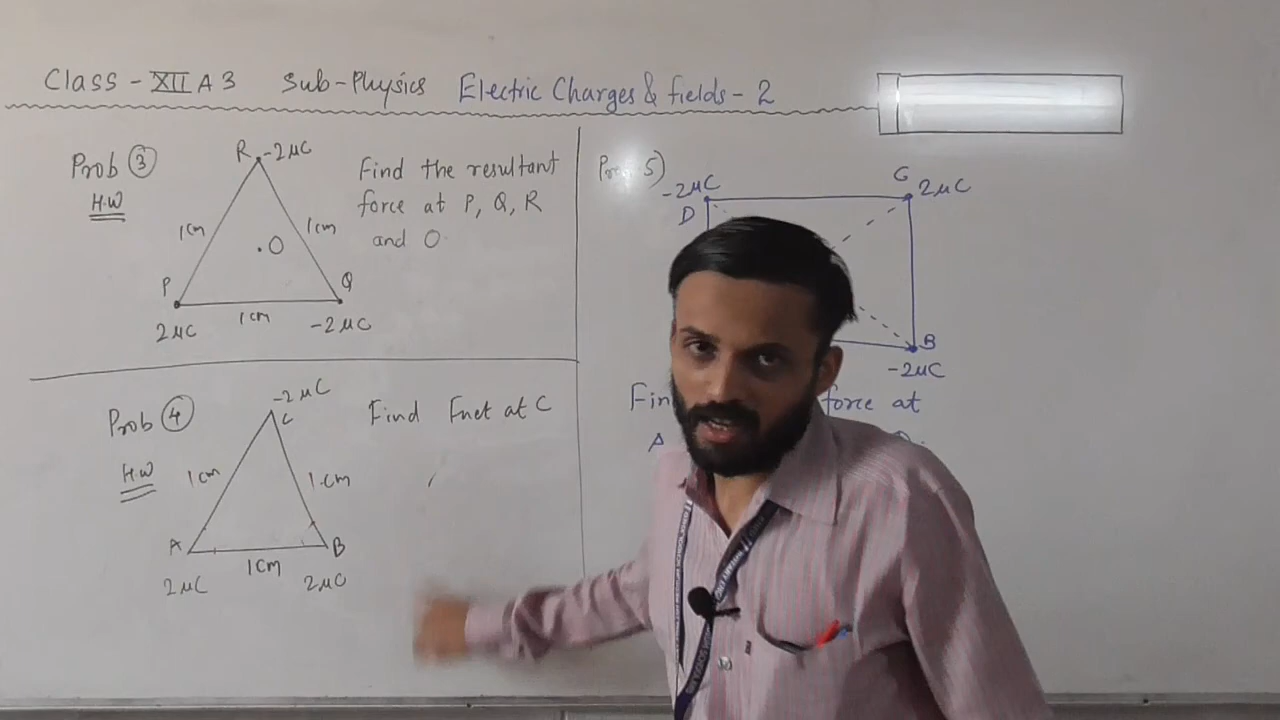 Class - XII A3 Sub-Physics Electric Charges & fields - 2
Prob ③
H.W
R -2μC
1cm
1cm
.O
P
Q
2μC
1cm
-2μC
Find the resultant
force at P, Q, R
and O
Prob ④
H.W
-2μC
C
1cm
1cm
A
B
1cm
2μC
2μC
Find Fnet at C
5)
-2μC
D
C
2μC
B
-2μC
force at
A